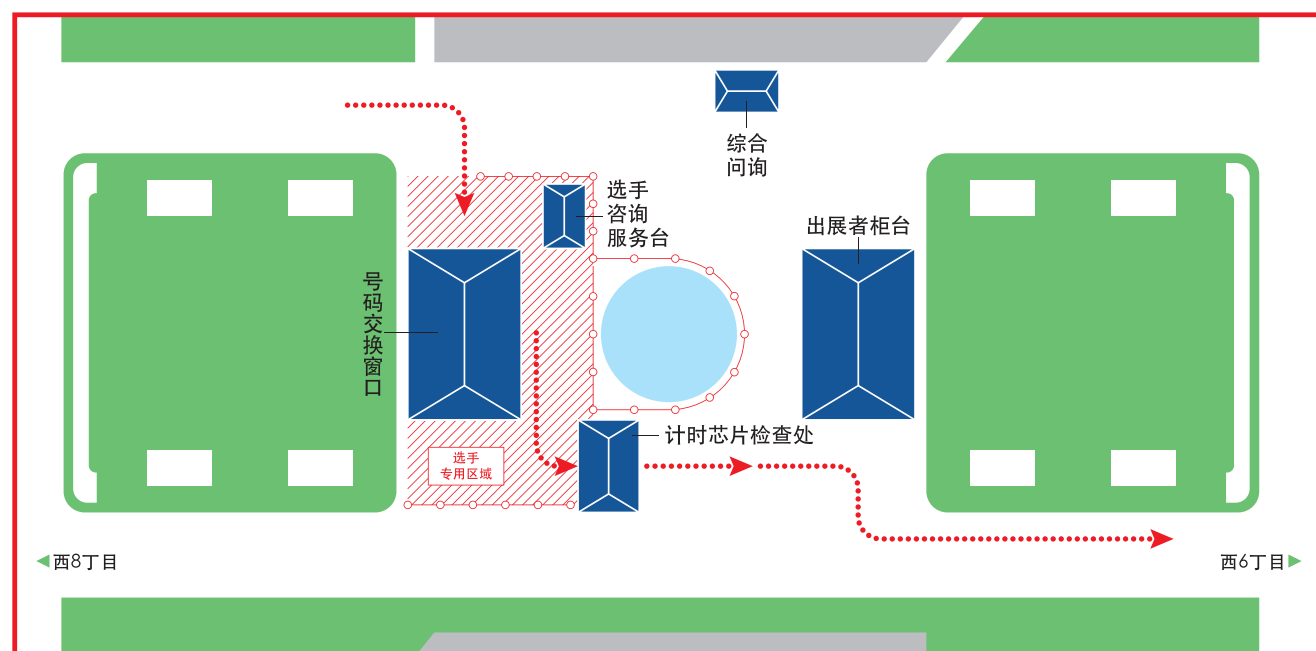 综合
问询
选手
咨询
服务台
出展者柜台
号码交换窗口
计时芯片检查处
选手
专用区域
西8丁目
西6丁目